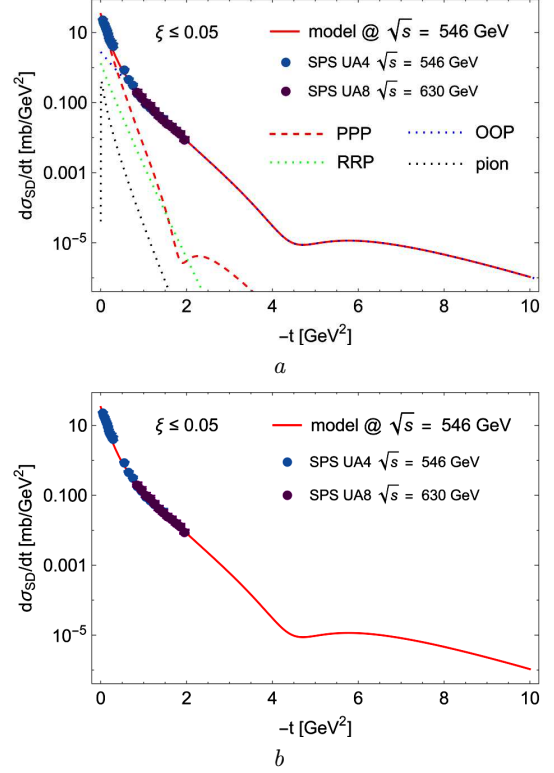 ξ ≤ 0.05
model @ √s = 546 GeV
SPS UA4 √s = 546 GeV
SPS UA8 √s = 630 GeV
PPP
OOP
RRP
pion
dσSD/dt [mb/GeV²]
10
0.100
0.001
10⁻⁵
0 2 4 6 8 10
-t [GeV²]
a
ξ ≤ 0.05
model @ √s = 546 GeV
SPS UA4 √s = 546 GeV
SPS UA8 √s = 630 GeV
dσSD/dt [mb/GeV²]
10
0.100
0.001
10⁻⁵
0 2 4 6 8 10
-t [GeV²]
b